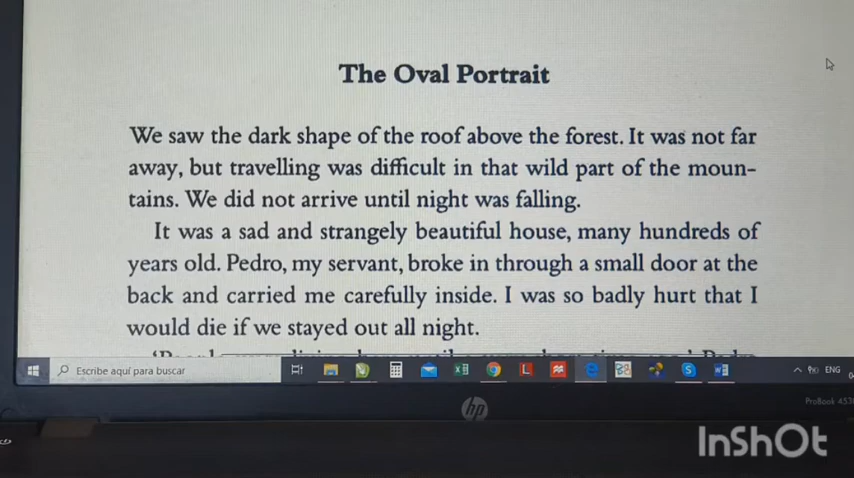 The Oval Portrait
We saw the dark shape of the roof above the forest. It was not far
away, but travelling was difficult in that wild part of the moun-
tains. We did not arrive until night was falling.
It was a sad and strangely beautiful house, many hundreds of
years old. Pedro, my servant, broke in through a small door at the
back and carried me carefully inside. I was so badly hurt that I
would die if we stayed out all night.
Escribe aquí para buscar
ENG
hp
ProBook
InShOt